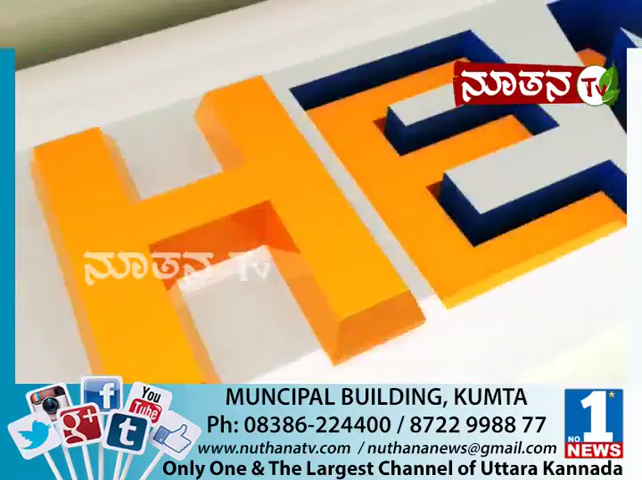 HEY
ನೂತನ Tv
ನೂತನ Tv
MUNCIPAL BUILDING, KUMTA
Ph: 08386-224400 / 8722 9988 77
www.nuthanatv.com / nuthananews@gmail.com
Only One & The Largest Channel of Uttara Kannada
You
Tube
f
g+
t
NO.1*
NEWS